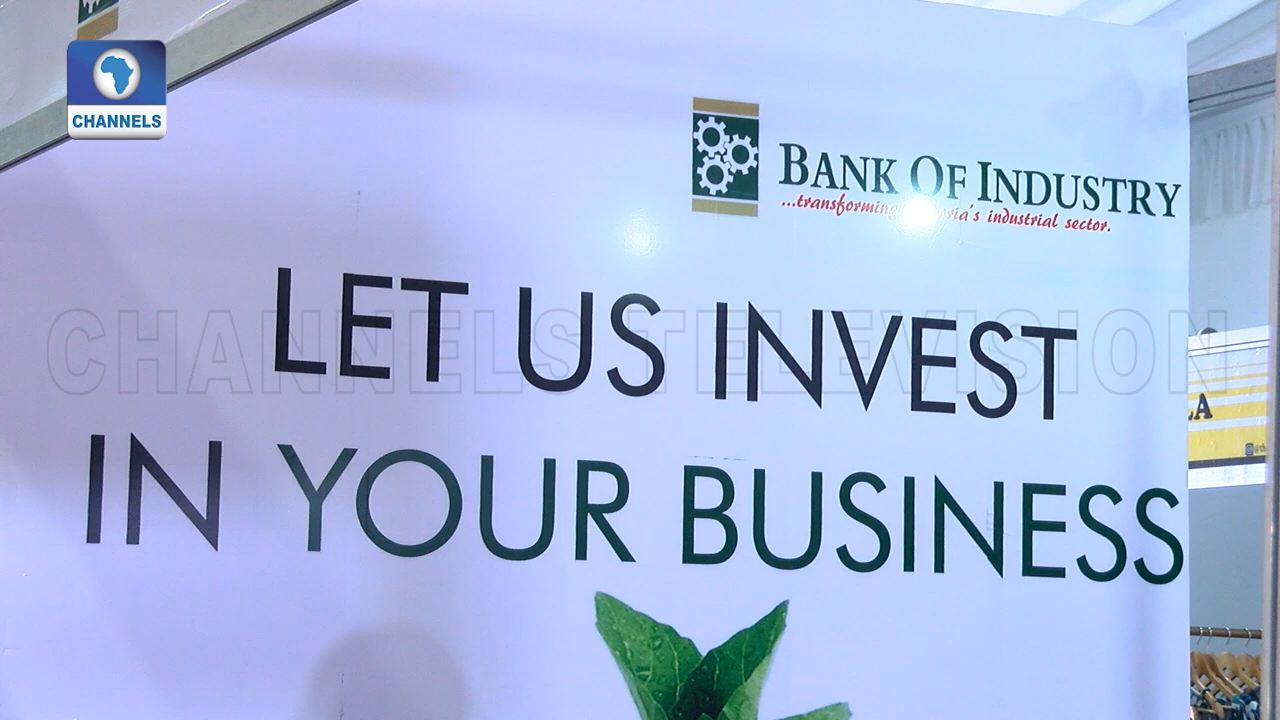 CHANNELS
BANK OF INDUSTRY
...transforming industrial sector.
LET US INVEST
CHANNELS TELEVISION
IN YOUR BUSINESS